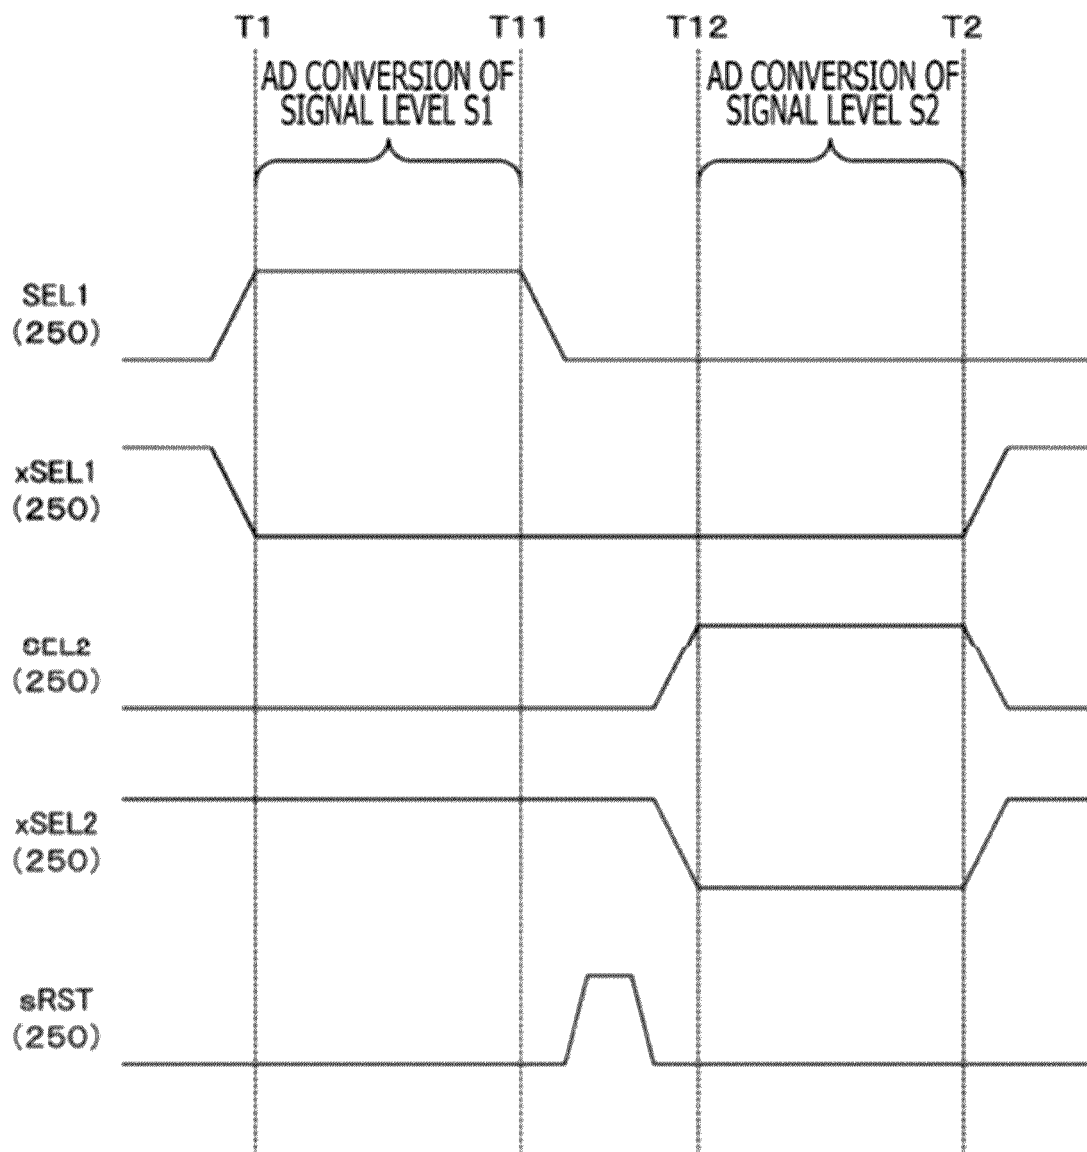 T1 T11 T12 T2
AD CONVERSION OF
SIGNAL LEVEL S1
AD CONVERSION OF
SIGNAL LEVEL S2
SEL1
(250)
xSEL1
(250)
SEL2
(250)
xSEL2
(250)
sRST
(250)